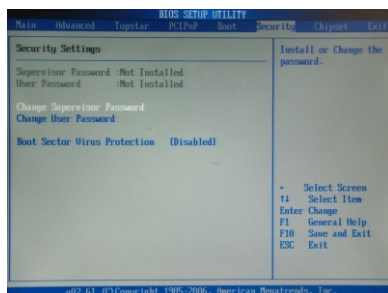 BIOS SETUP UTILITY
Main Advanced Topstar PCIPnP Boot Security Chipset Exit
Security Settings
Supervisor Password :Not Installed
User Password :Not Installed
Change Supervisor Password
Change User Password
Boot Sector Virus Protection [Disabled]
Install or Change the
password.
Select Screen
↑↓ Select Item
Enter Change
F1 General Help
F10 Save and Exit
ESC Exit
v02.61 (C)Copyright 1985-2006, American Megatrends, Inc.